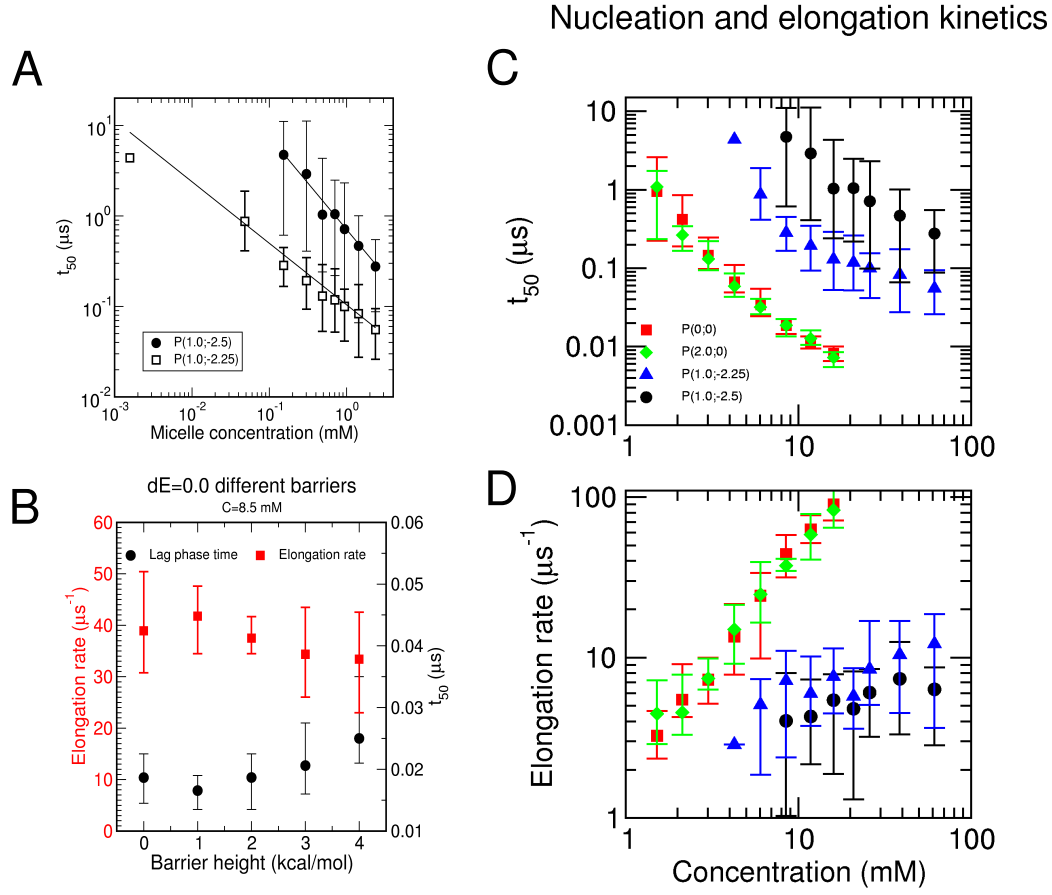 Nucleation and elongation kinetics
A
10^1
10^0
10^-1
10^-2
t50 (μs)
P(1.0;-2.5)
P(1.0;-2.25)
10^-3 10^-2 10^-1 10^0
Micelle concentration (mM)
B
dE=0.0 different barriers
C=8.5 mM
Lag phase time
Elongation rate
60
50
40
30
20
10
0
Elongation rate (μs^-1)
0.06
0.05
0.04
0.03
0.02
0.01
t50 (μs)
0 1 2 3 4
Barrier height (kcal/mol)
C
10
1
0.1
0.01
0.001
t50 (μs)
P(0;0)
P(2.0;0)
P(1.0;-2.25)
P(1.0;-2.5)
1 10 100
D
100
10
1
Elongation rate (μs^-1)
1 10 100
Concentration (mM)